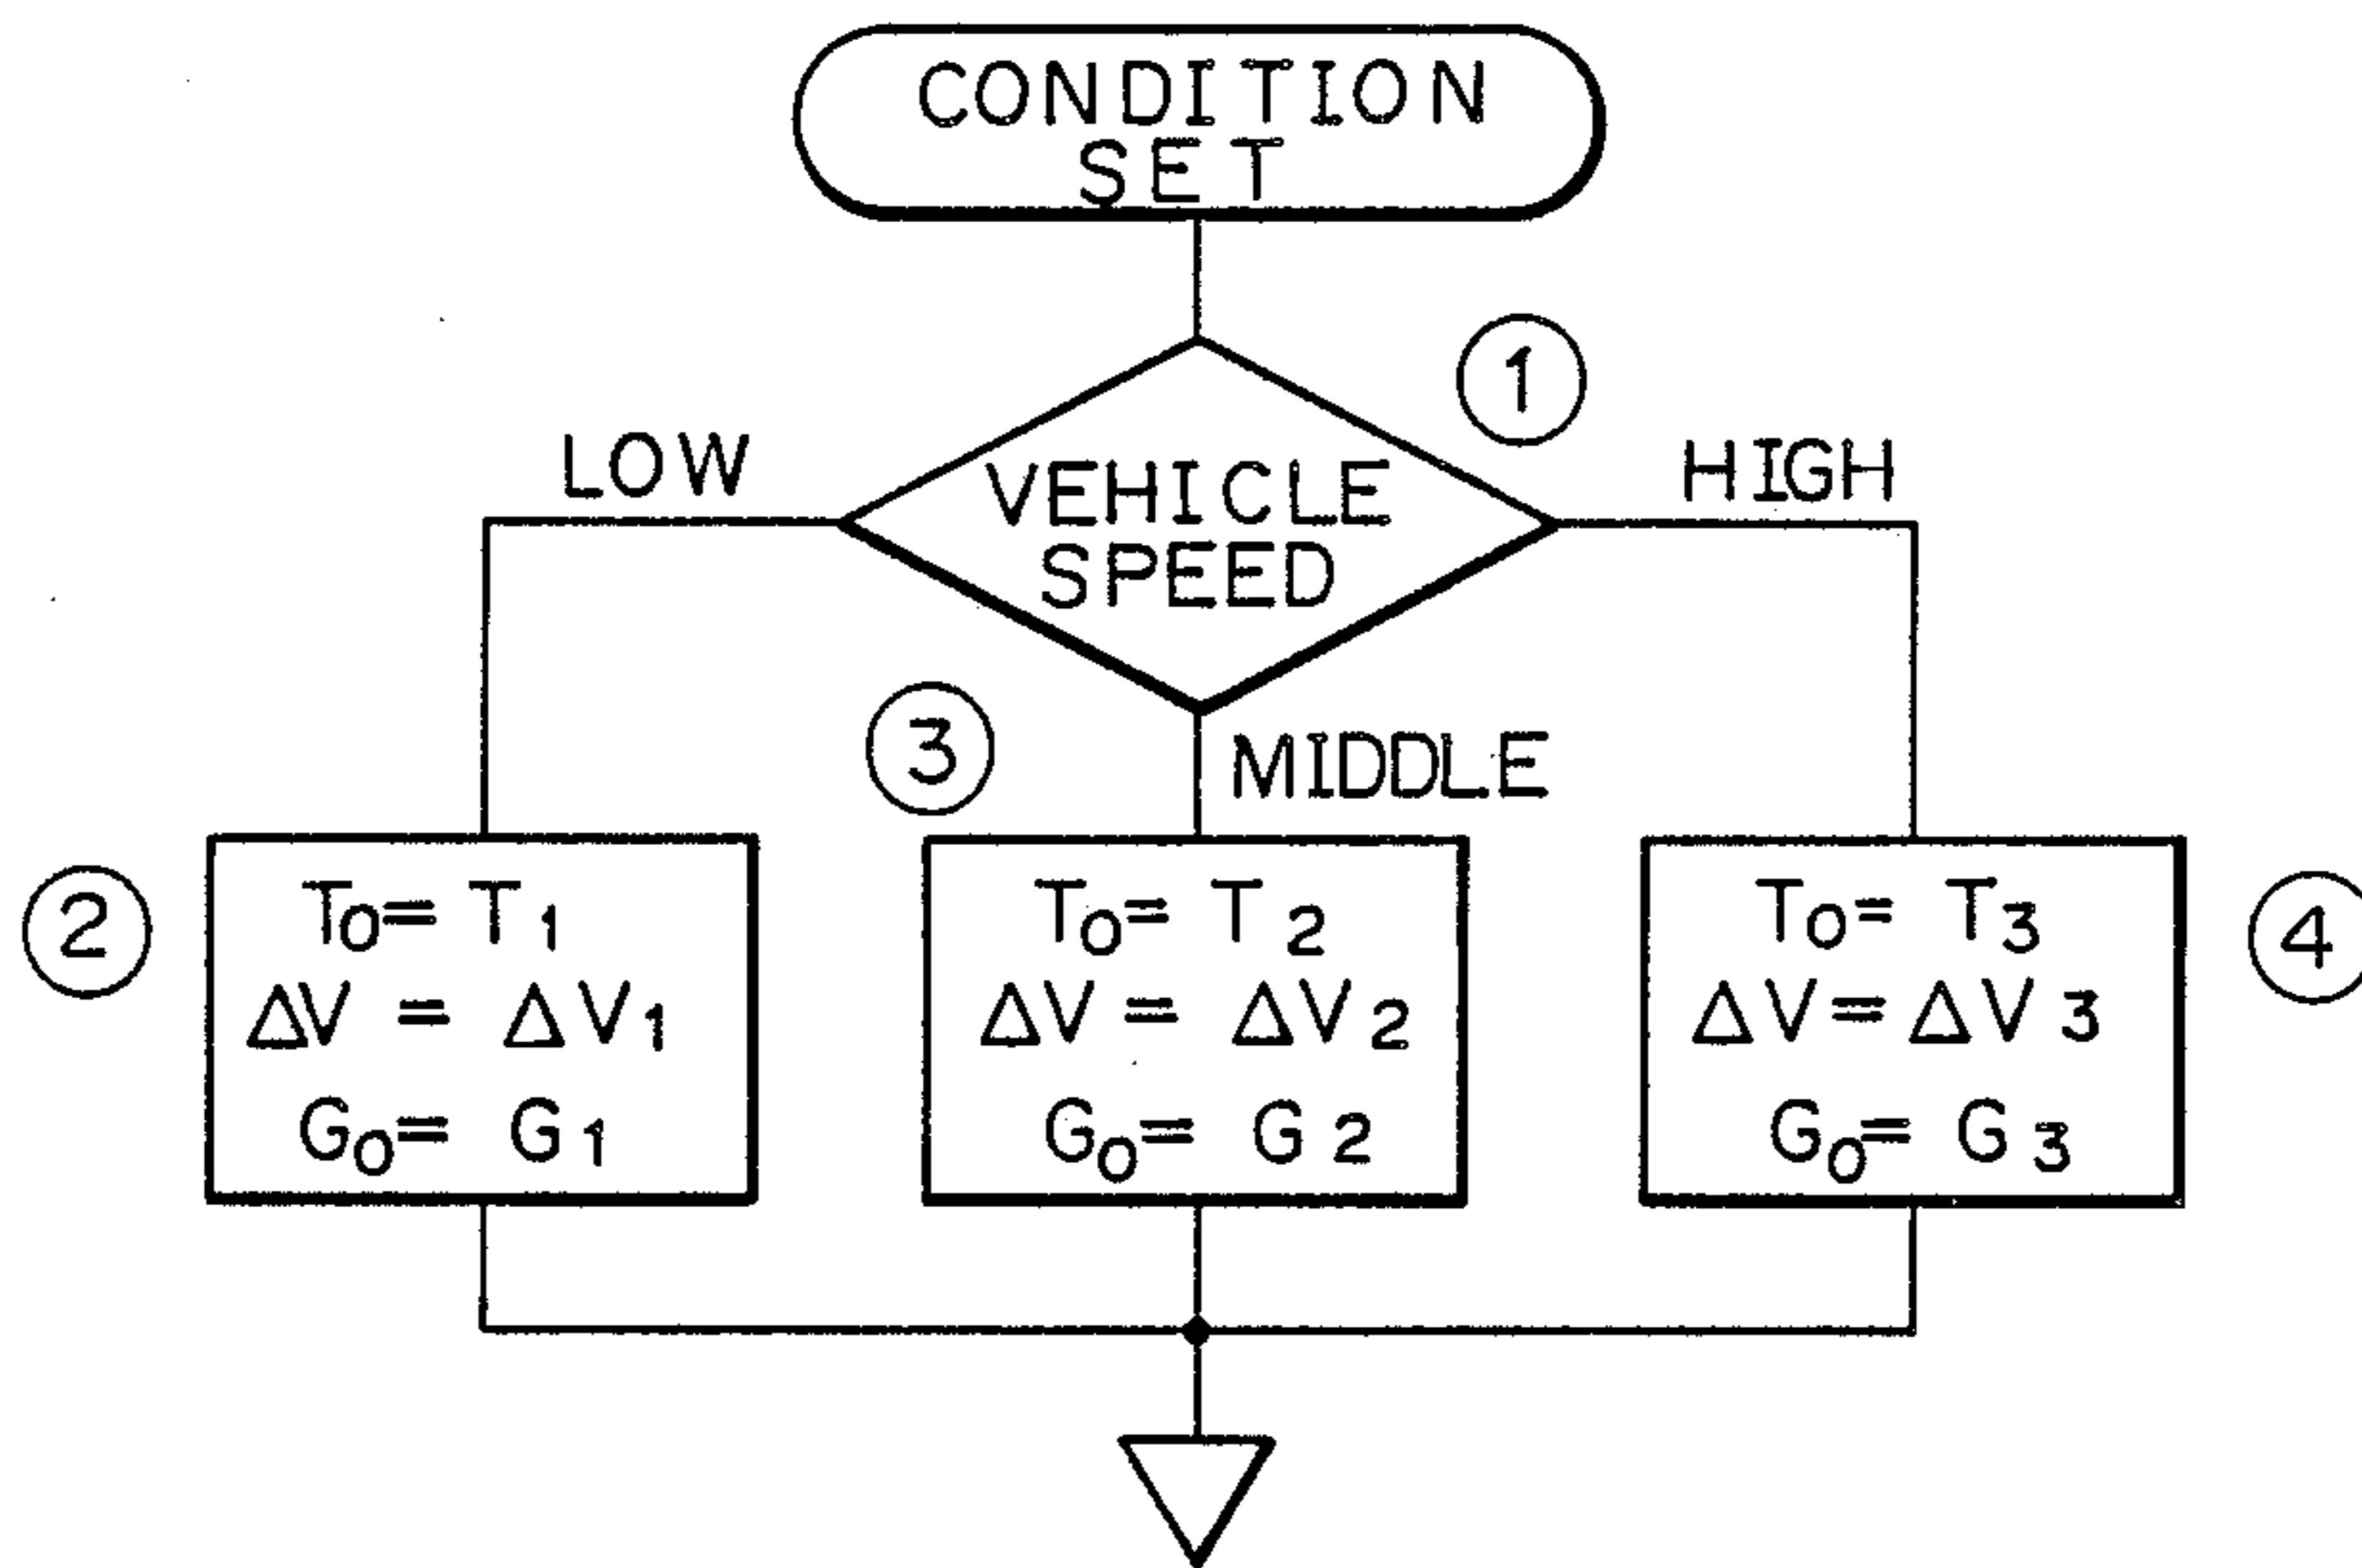 CONDITION
SET
①
LOW
HIGH
VEHICLE
SPEED
③
MIDDLE
②
T₀= T₁
ΔV = ΔV₁
G₀= G₁
T₀= T₂
ΔV = ΔV₂
G₀= G₂
T₀= T₃
ΔV = ΔV₃
G₀= G₃
④